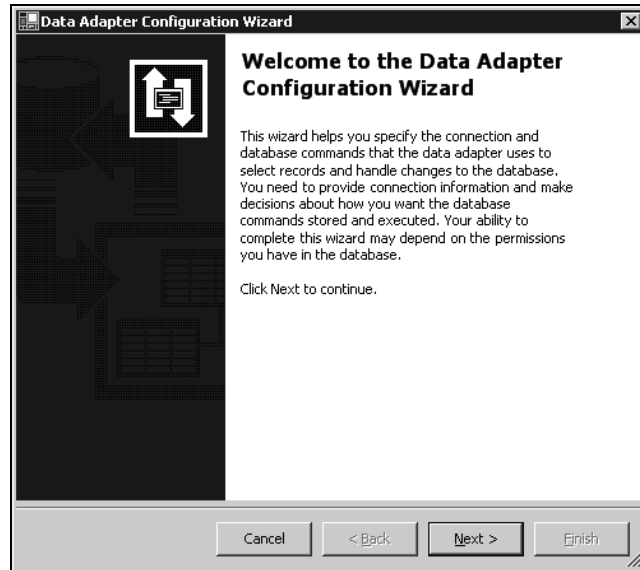 Data Adapter Configuration Wizard
Welcome to the Data Adapter
Configuration Wizard
This wizard helps you specify the connection and
database commands that the data adapter uses to
select records and handle changes to the database.
You need to provide connection information and make
decisions about how you want the database
commands stored and executed. Your ability to
complete this wizard may depend on the permissions
you have in the database.
Click Next to continue.
Cancel < Back Next > Finish